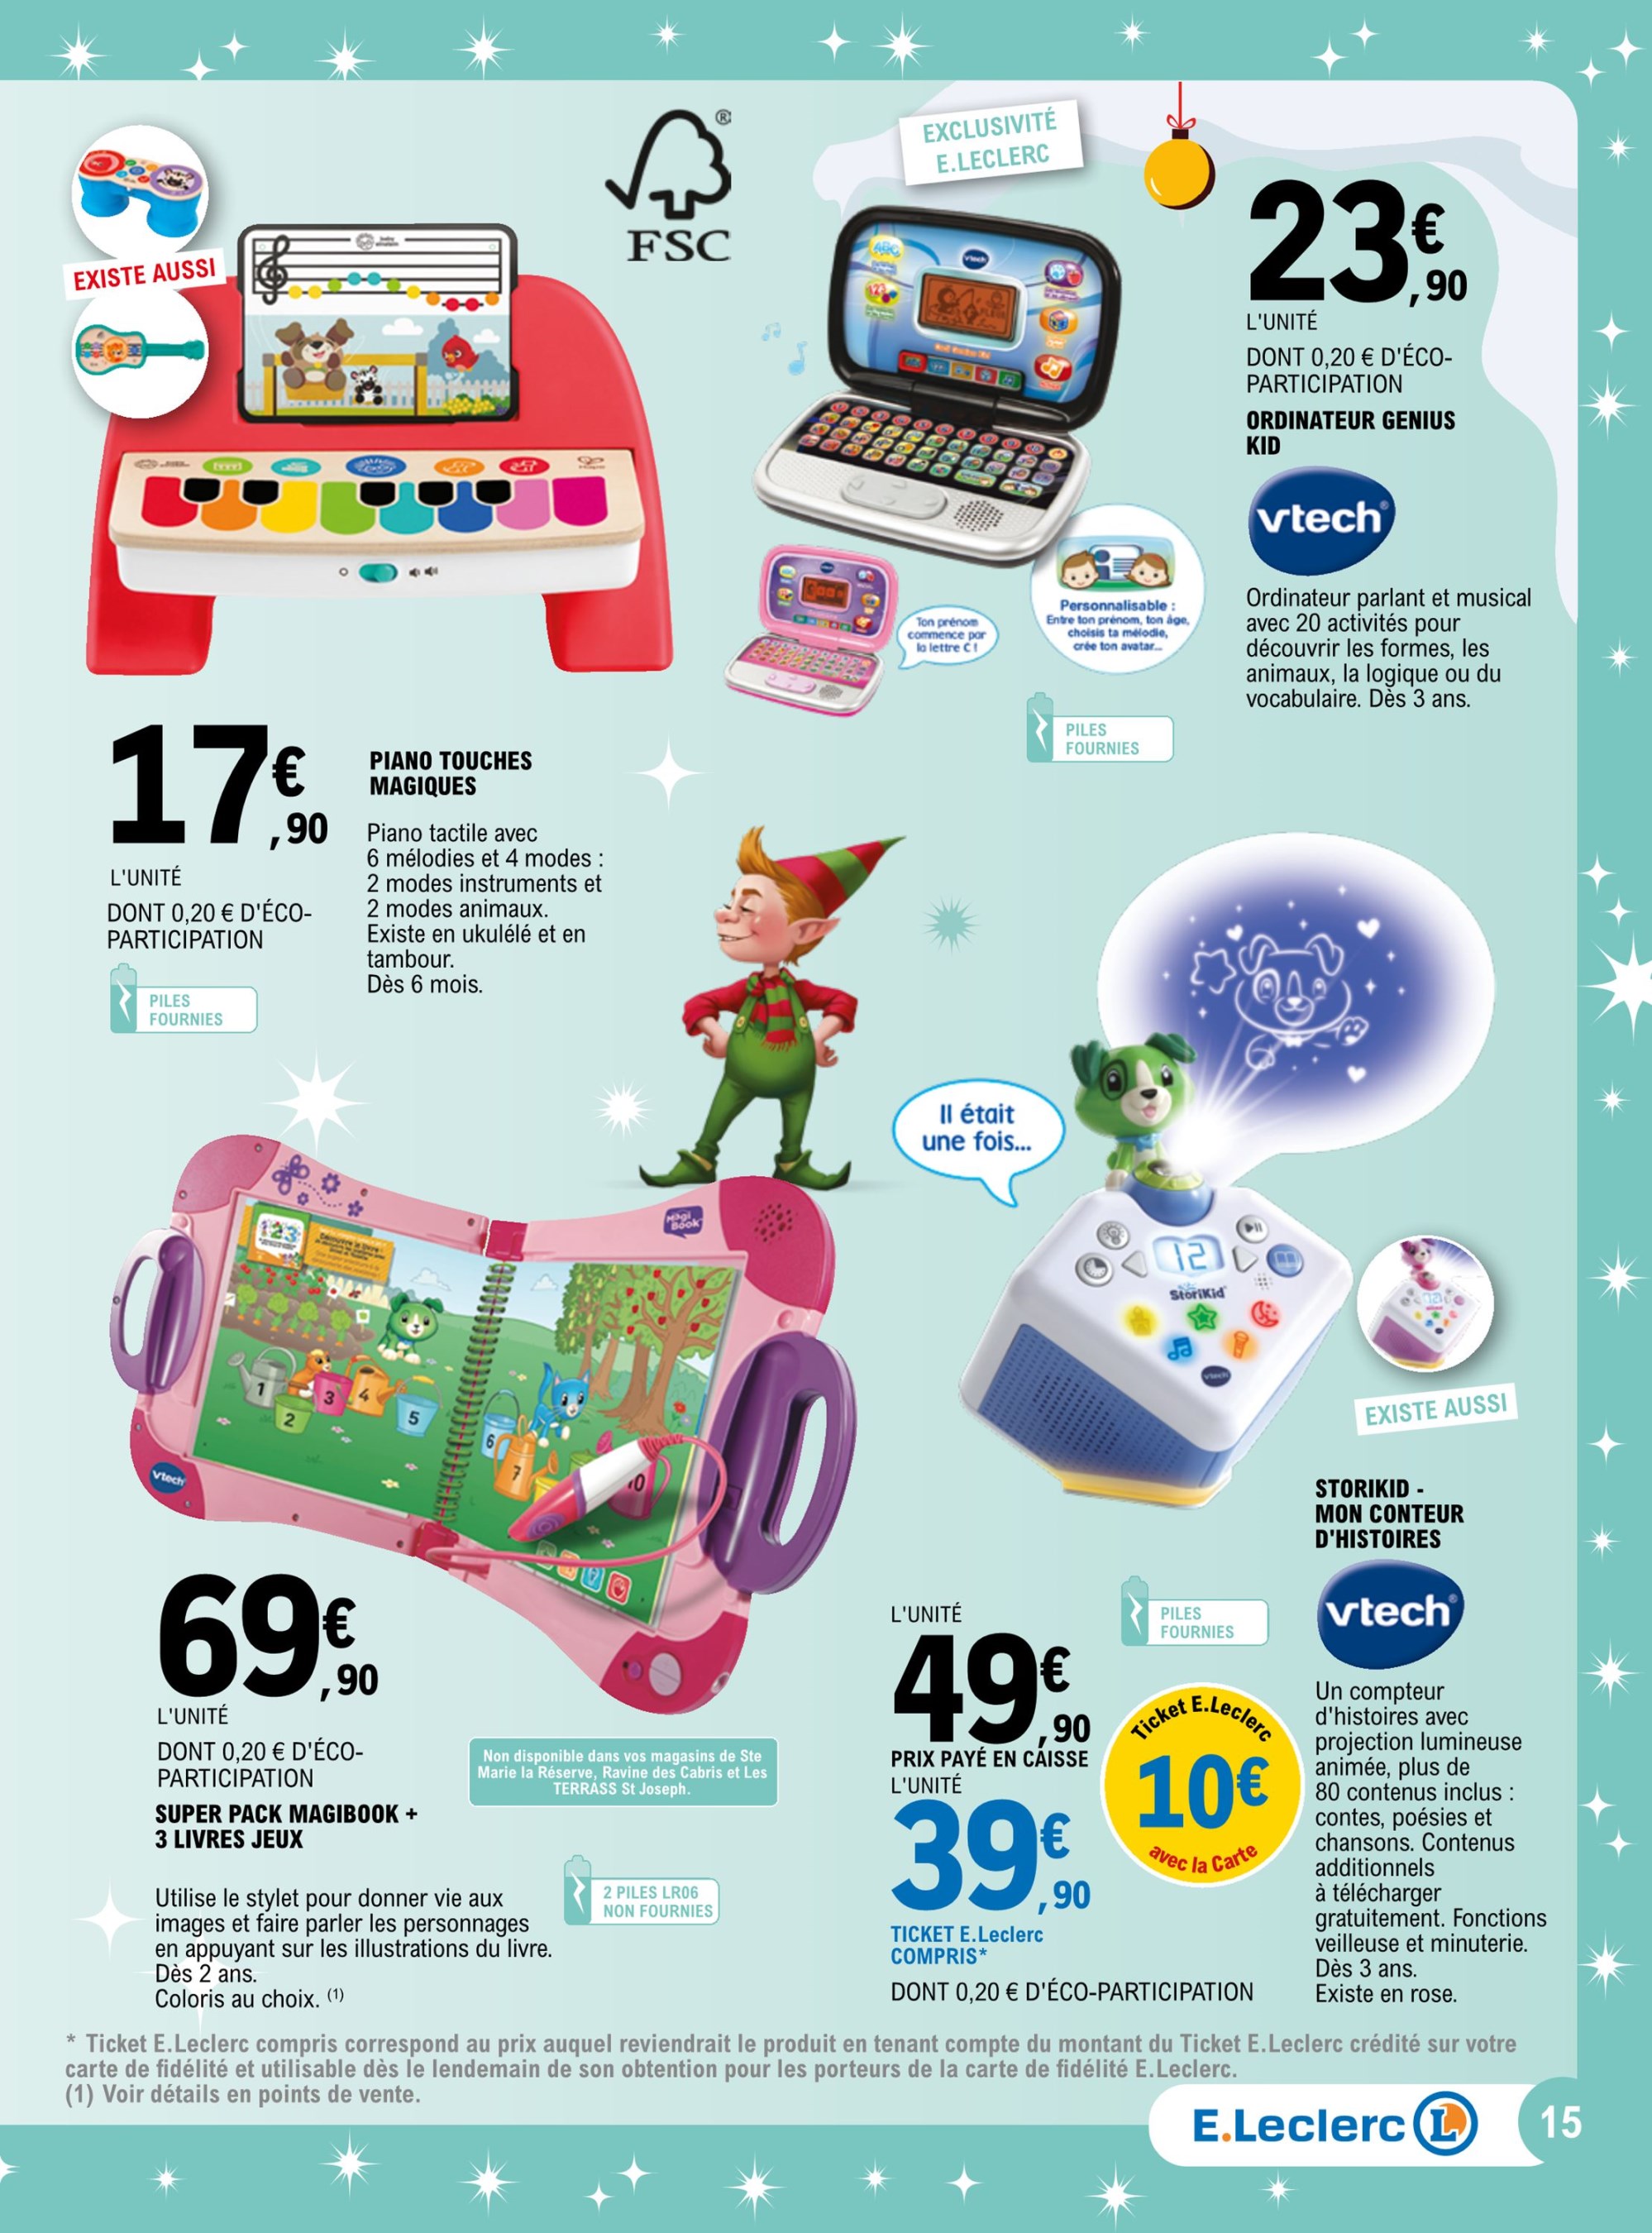 EXCLUSIVITÉ
E.LECLERC
EXISTE AUSSI
FSC
®
23€,90
L'UNITÉ
DONT 0,20 € D'ÉCO-
PARTICIPATION
ORDINATEUR GENIUS
KID
vtech®
Ordinateur parlant et musical
avec 20 activités pour
découvrir les formes, les
animaux, la logique ou du
vocabulaire. Dès 3 ans.
Personnalisable :
Entre ton prénom, ton âge,
choisis ta mélodie,
crée ton avatar...
Ton prénom
commence par
la lettre C !
PILES
FOURNIES
17€,90
L'UNITÉ
DONT 0,20 € D'ÉCO-
PARTICIPATION
PILES
FOURNIES
PIANO TOUCHES
MAGIQUES
Piano tactile avec
6 mélodies et 4 modes :
2 modes instruments et
2 modes animaux.
Existe en ukulélé et en
tambour.
Dès 6 mois.
Il était
une fois...
12
StoriKid
vtech
EXISTE AUSSI
Magi
Book
1 2 3 4 5 6 7 10
vtech
69€,90
L'UNITÉ
DONT 0,20 € D'ÉCO-
PARTICIPATION
SUPER PACK MAGIBOOK +
3 LIVRES JEUX
Utilise le stylet pour donner vie aux
images et faire parler les personnages
en appuyant sur les illustrations du livre.
Dès 2 ans.
Coloris au choix. (1)
Non disponible dans vos magasins de Ste
Marie la Réserve, Ravine des Cabris et Les
TERRASS St Joseph.
2 PILES LR06
NON FOURNIES
L'UNITÉ
49€,90
PRIX PAYÉ EN CAISSE
L'UNITÉ
39€,90
TICKET E.Leclerc
COMPRIS*
DONT 0,20 € D'ÉCO-PARTICIPATION
PILES
FOURNIES
Ticket E.Leclerc
10€
avec la Carte
STORIKID -
MON CONTEUR
D'HISTOIRES
vtech®
Un compteur
d'histoires avec
projection lumineuse
animée, plus de
80 contenus inclus :
contes, poésies et
chansons. Contenus
additionnels
à télécharger
gratuitement. Fonctions
veilleuse et minuterie.
Dès 3 ans.
Existe en rose.
* Ticket E.Leclerc compris correspond au prix auquel reviendrait le produit en tenant compte du montant du Ticket E.Leclerc crédité sur votre
carte de fidélité et utilisable dès le lendemain de son obtention pour les porteurs de la carte de fidélité E.Leclerc.
(1) Voir détails en points de vente.
E.Leclerc L
15